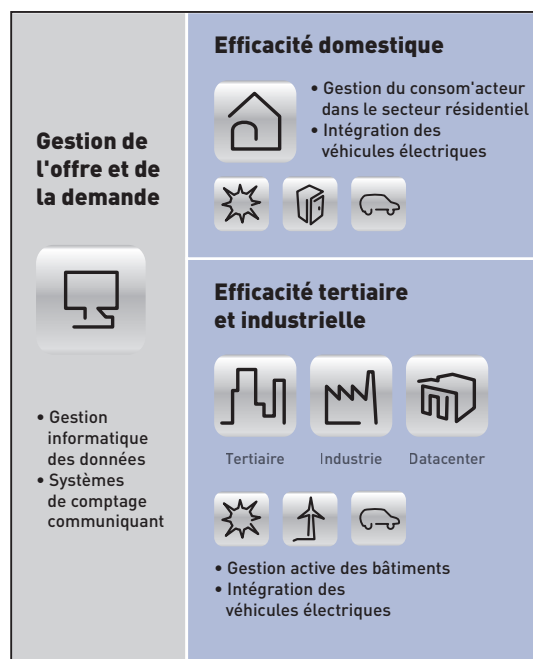 Gestion de
l'offre et de
la demande
• Gestion
informatique
des données
• Systèmes
de comptage
communiquant
Efficacité domestique
• Gestion du consom'acteur
dans le secteur résidentiel
• Intégration des
véhicules électriques
Efficacité tertiaire
et industrielle
Tertiaire
Industrie
Datacenter
• Gestion active des bâtiments
• Intégration des
véhicules électriques